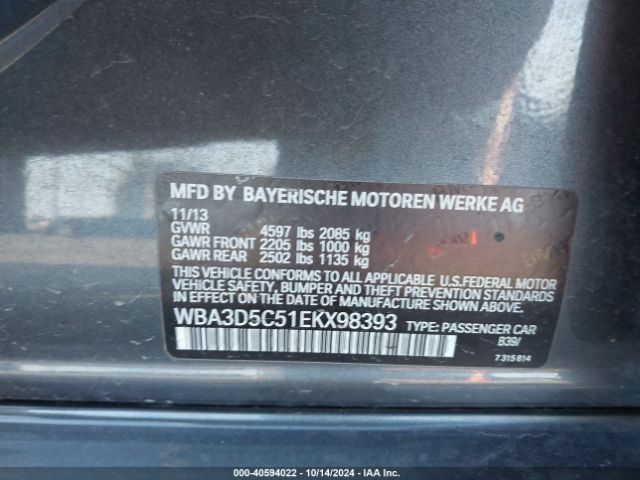 MFD BY BAYERISCHE MOTOREN WERKE AG
11/13
GVWR 4597 lbs 2085 kg
GAWR FRONT 2205 lbs 1000 kg
GAWR REAR 2502 lbs 1135 kg
THIS VEHICLE CONFORMS TO ALL APPLICABLE U.S.FEDERAL MOTOR
VEHICLE SAFETY, BUMPER AND THEFT PREVENTION STANDARDS
IN EFFECT ON THE DATE OF MANUFACTURE SHOWN ABOVE.
WBA3D5C51EKX98393 TYPE: PASSENGER CAR
B39/
7315814
000-40594022 - 10/14/2024 - IAA Inc.